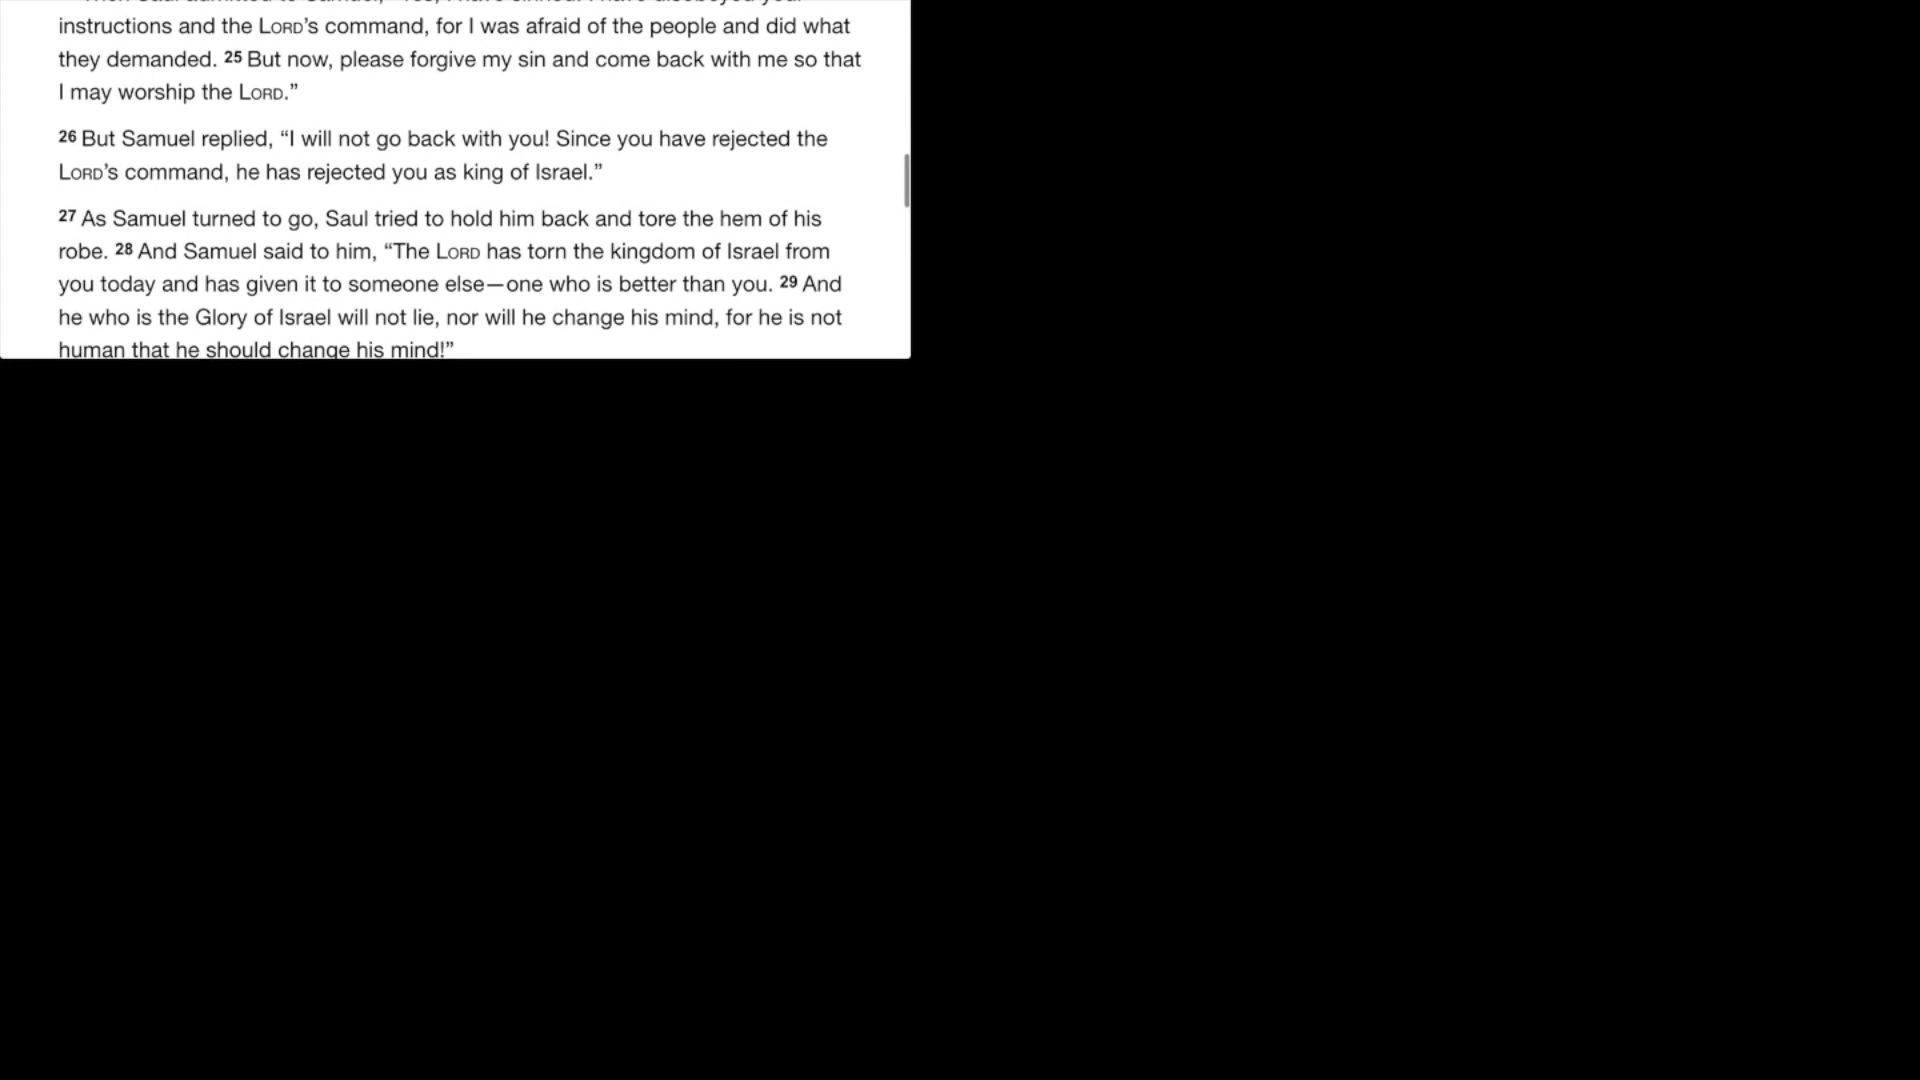 instructions and the LORD’s command, for I was afraid of the people and did what
they demanded. 25 But now, please forgive my sin and come back with me so that
I may worship the LORD.”
26 But Samuel replied, “I will not go back with you! Since you have rejected the
LORD’s command, he has rejected you as king of Israel.”
27 As Samuel turned to go, Saul tried to hold him back and tore the hem of his
robe. 28 And Samuel said to him, “The LORD has torn the kingdom of Israel from
you today and has given it to someone else—one who is better than you. 29 And
he who is the Glory of Israel will not lie, nor will he change his mind, for he is not
human that he should change his mind!”